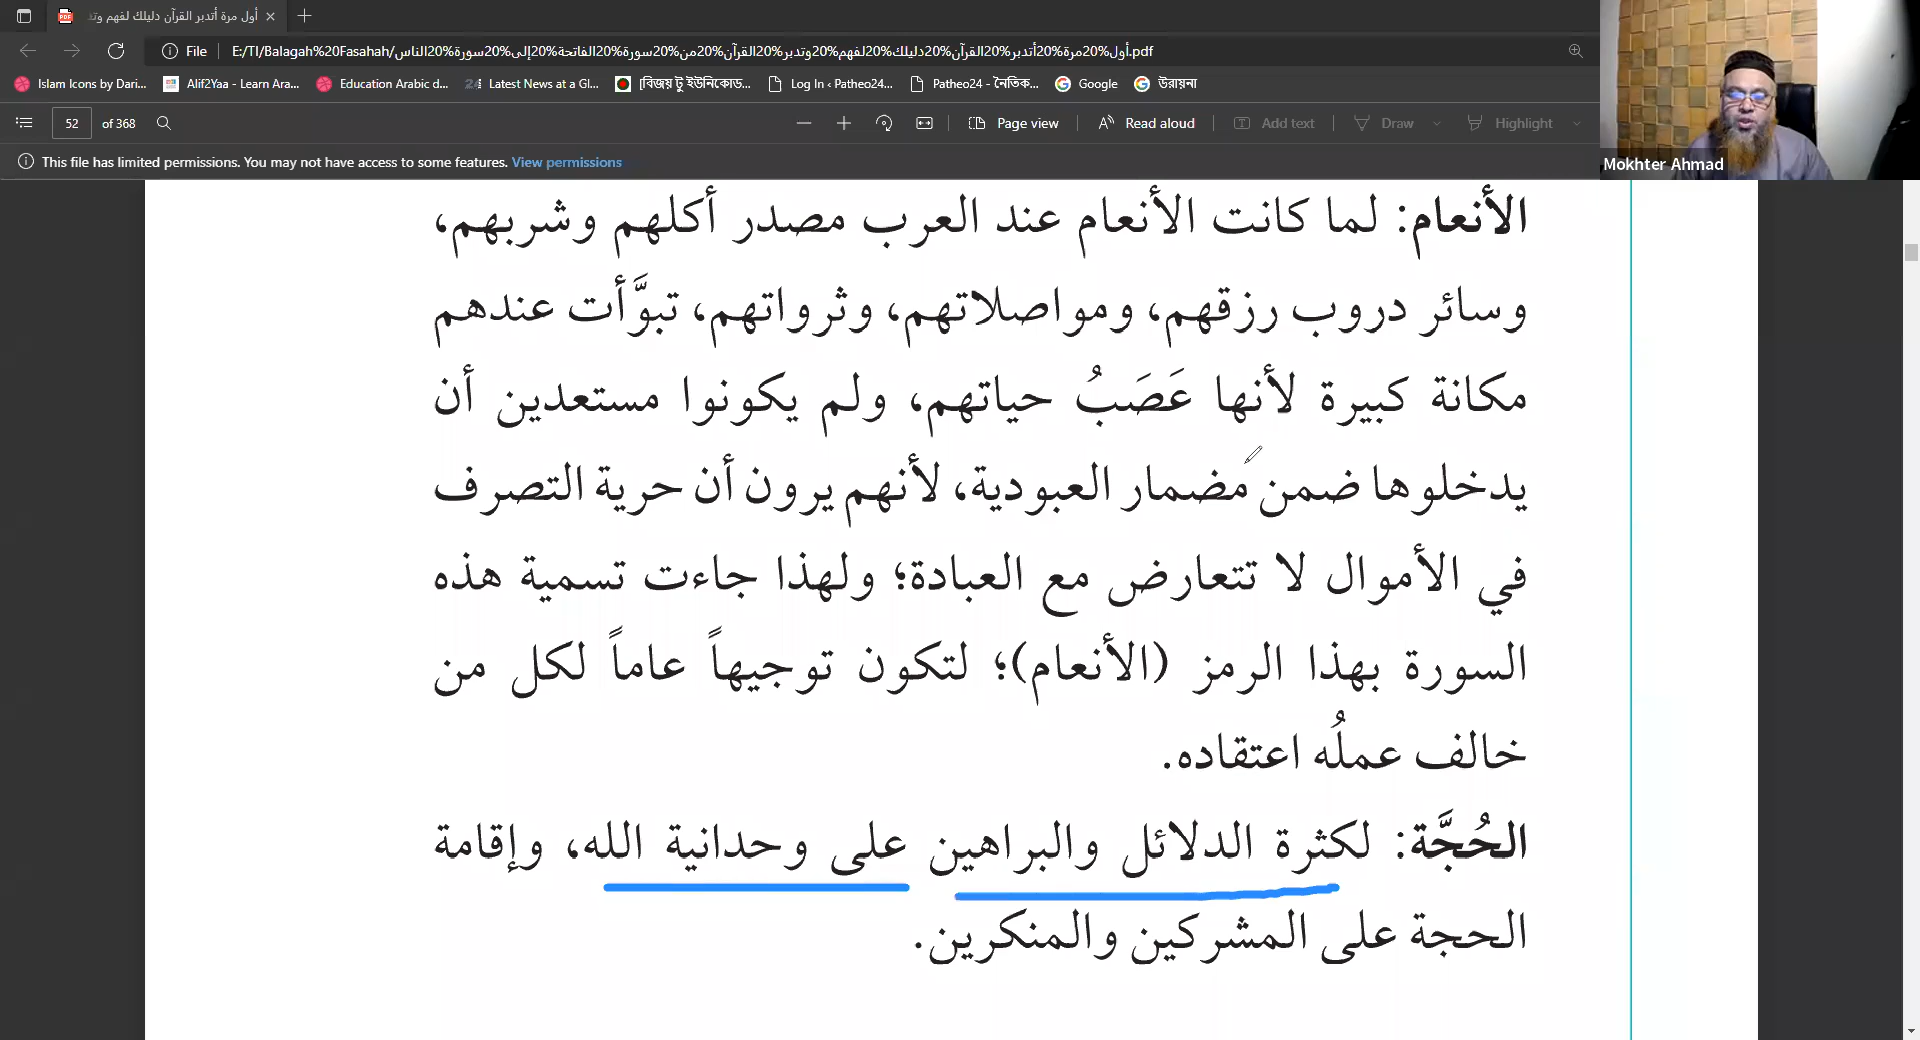 أول مرة أتدبر القرآن دليلك لفهم وتد
File
E:/TI/Balagah%20Fasahah/أول%20مرة%20أتدبر%20القرآن%20دليلك%20لفهم%20وتدبر%20القرآن%20من%20سورة%20الفاتحة%20إلى%20سورة%20الناس.pdf
Islam Icons by Dari...
Alif2Yaa - Learn Ara...
Education Arabic d...
Latest News at a Gl...
[বিজয় টু ইউনিকোড...
Log In ‹ Patheo24...
Patheo24 - নৈতিক...
Google
উরায়না
52 of 368
Page view
Read aloud
Add text
Draw
Highlight
This file has limited permissions. You may not have access to some features. View permissions
Mokhter Ahmad
الأنعام: لما كانت الأنعام عند العرب مصدر أكلهم وشربهم،
وسائر دروب رزقهم، ومواصلاتهم، وثرواتهم، تبوَّأت عندهم
مكانة كبيرة لأنها عَصَبُ حياتهم، ولم يكونوا مستعدين أن
يدخلوها ضمن مضمار العبودية، لأنهم يرون أن حرية التصرف
في الأموال لا تتعارض مع العبادة؛ ولهذا جاءت تسمية هذه
السورة بهذا الرمز (الأنعام)؛ لتكون توجيهاً عاماً لكل من
خالف عملُه اعتقاده.
الحُجَّة: لكثرة الدلائل والبراهين على وحدانية الله، وإقامة
الحجة على المشركين والمنكرين.